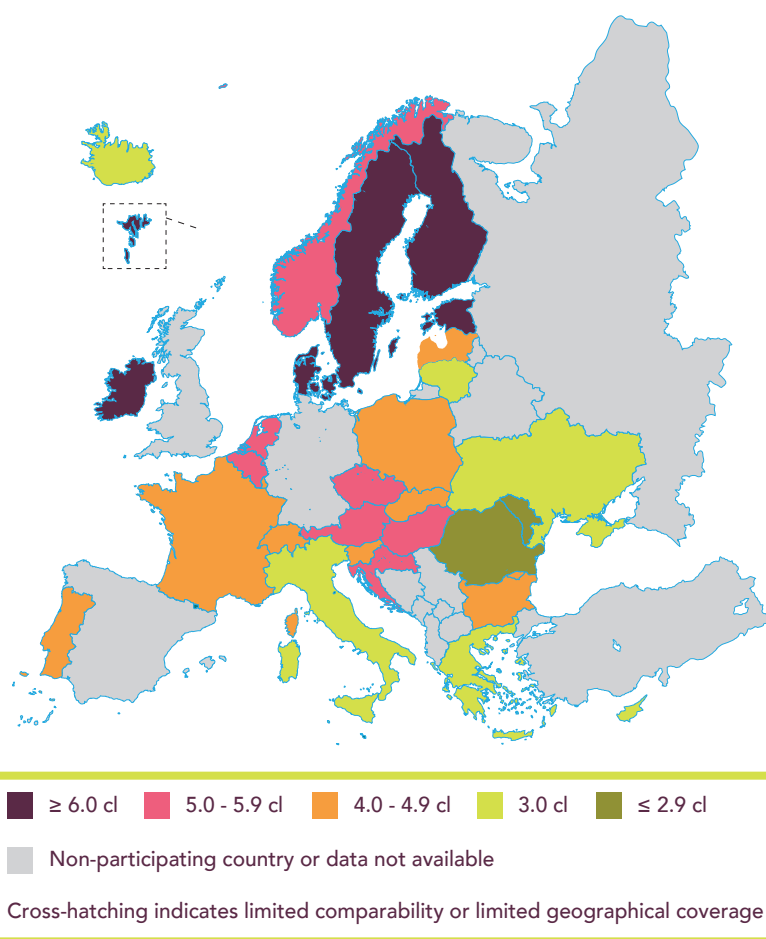 ≥ 6.0 cl 5.0 - 5.9 cl 4.0 - 4.9 cl 3.0 cl ≤ 2.9 cl
Non-participating country or data not available
Cross-hatching indicates limited comparability or limited geographical coverage